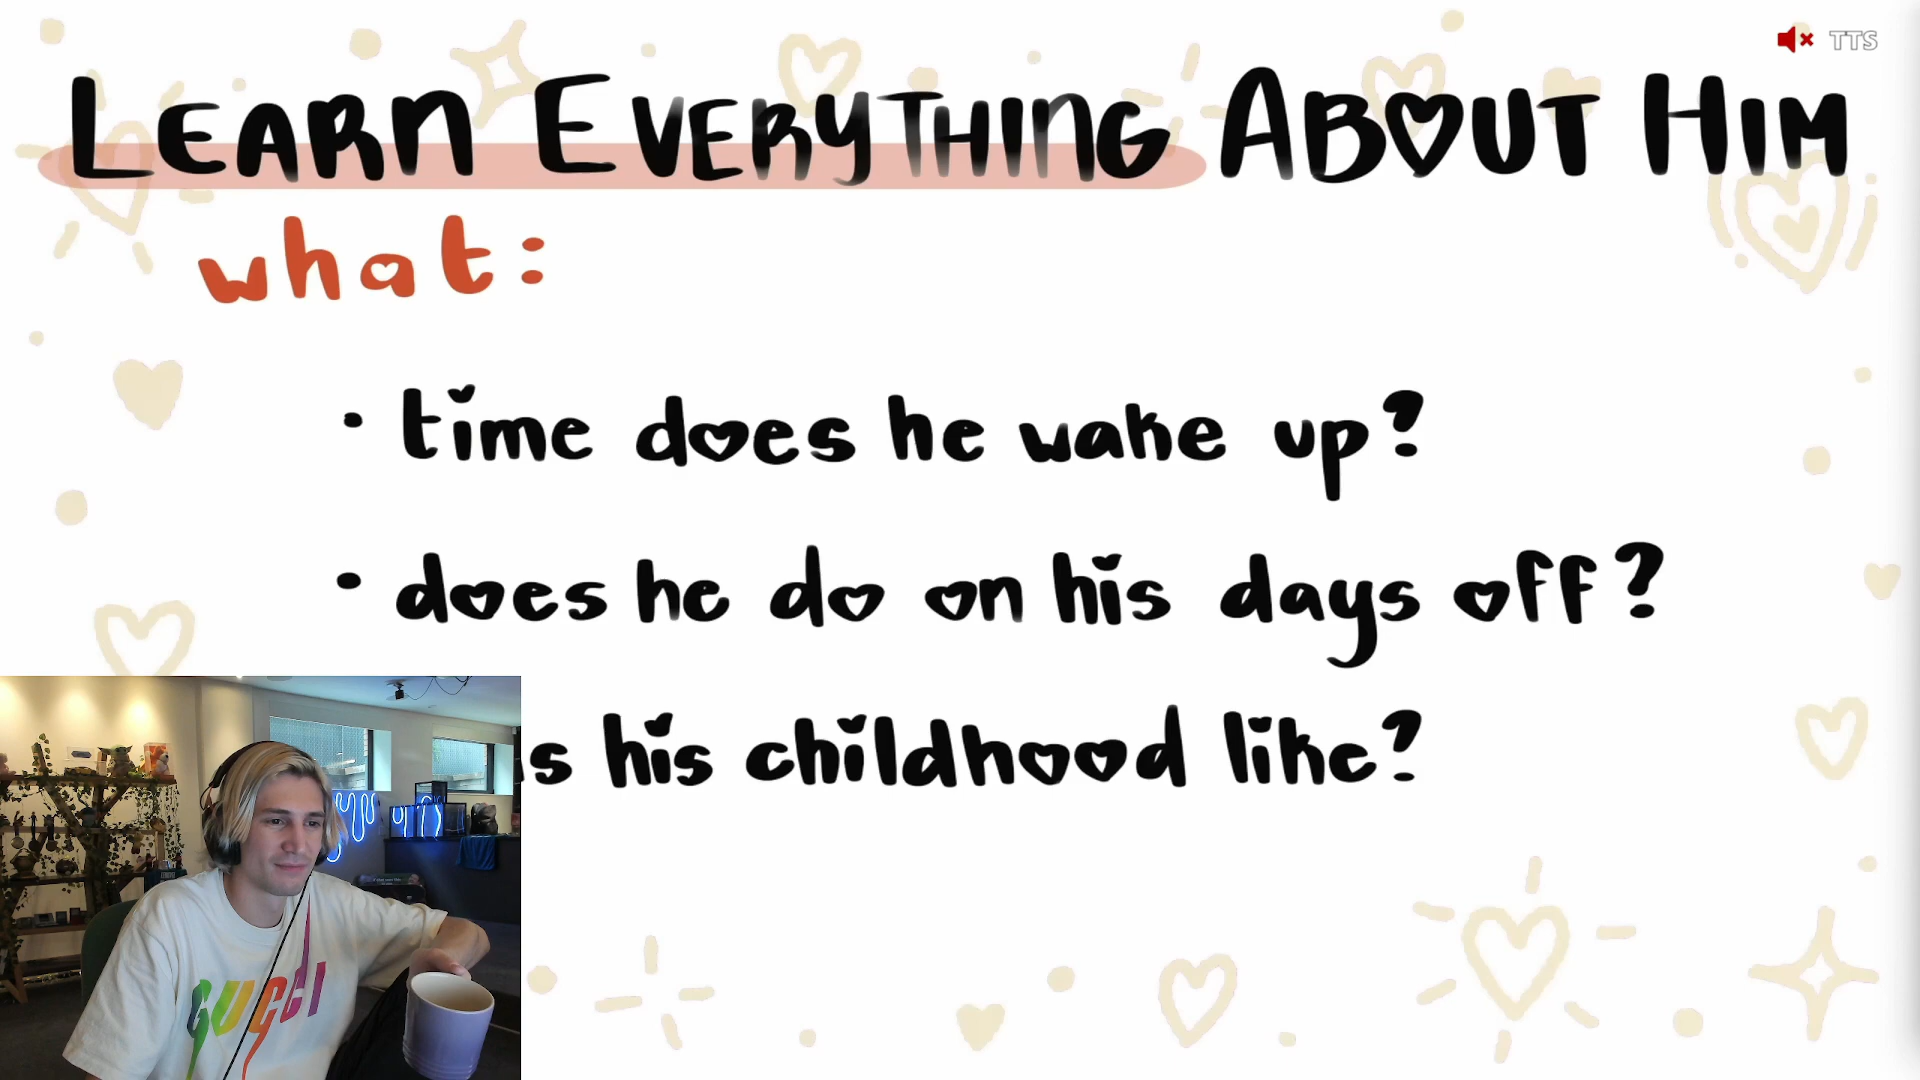 TTS
LEARN EVERYTHING ABOUT HIM
what:
• time does he wake up?
• does he do on his days off?
his childhood like?
GUCCI